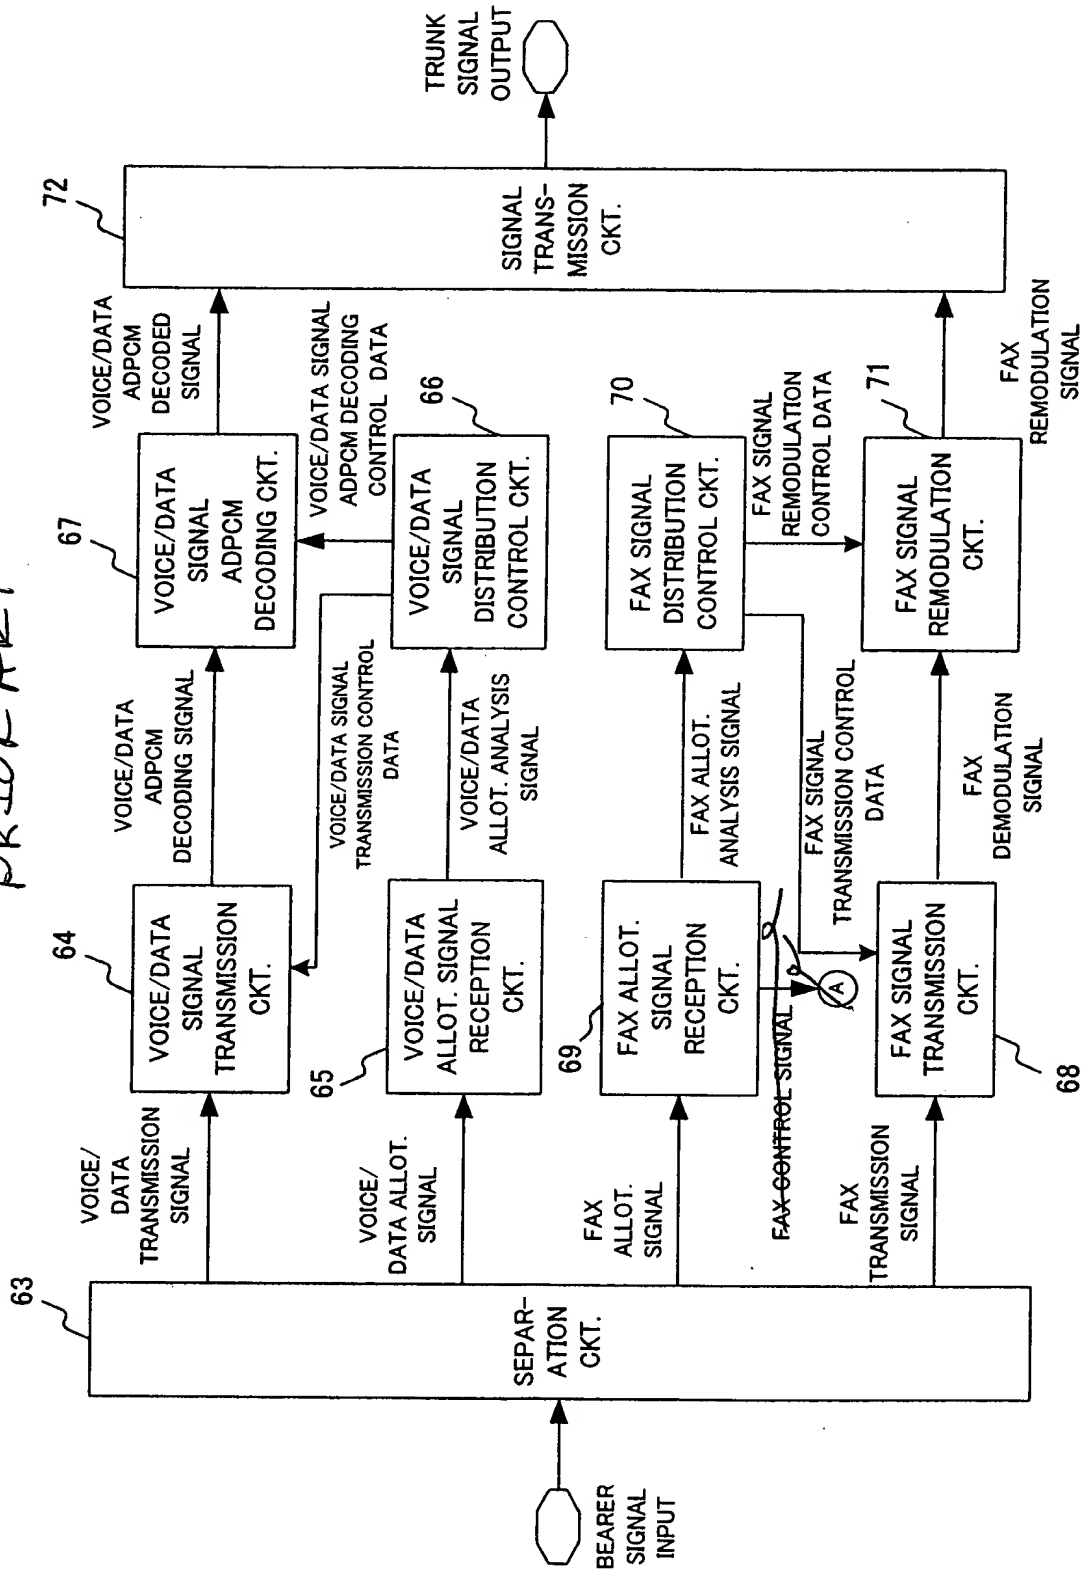 PRIOR ART
63
SEPAR-
ATION
CKT.
BEARER
SIGNAL
INPUT
VOICE/
DATA
TRANSMISSION
SIGNAL
64
VOICE/DATA
SIGNAL
TRANSMISSION
CKT.
VOICE/DATA
ADPCM
DECODING SIGNAL
67
VOICE/DATA
SIGNAL
ADPCM
DECODING CKT.
VOICE/DATA
ADPCM
DECODED
SIGNAL
72
SIGNAL
TRANS-
MISSION
CKT.
TRUNK
SIGNAL
OUTPUT
VOICE/DATA SIGNAL
TRANSMISSION CONTROL
DATA
VOICE/DATA SIGNAL
ADPCM DECODING
CONTROL DATA
VOICE/
DATA ALLOT.
SIGNAL
65
VOICE/DATA
ALLOT. SIGNAL
RECEPTION
CKT.
VOICE/DATA
ALLOT. ANALYSIS
SIGNAL
66
VOICE/DATA
SIGNAL
DISTRIBUTION
CONTROL CKT.
FAX
ALLOT.
SIGNAL
69
FAX ALLOT.
SIGNAL
RECEPTION
CKT.
FAX ALLOT.
ANALYSIS SIGNAL
70
FAX SIGNAL
DISTRIBUTION
CONTROL CKT.
FAX CONTROL SIGNAL
A
FAX SIGNAL
TRANSMISSION CONTROL
DATA
FAX SIGNAL
REMODULATION
CONTROL DATA
FAX
TRANSMISSION
SIGNAL
68
FAX SIGNAL
TRANSMISSION
CKT.
FAX
DEMODULATION
SIGNAL
71
FAX SIGNAL
REMODULATION
CKT.
FAX
REMODULATION
SIGNAL